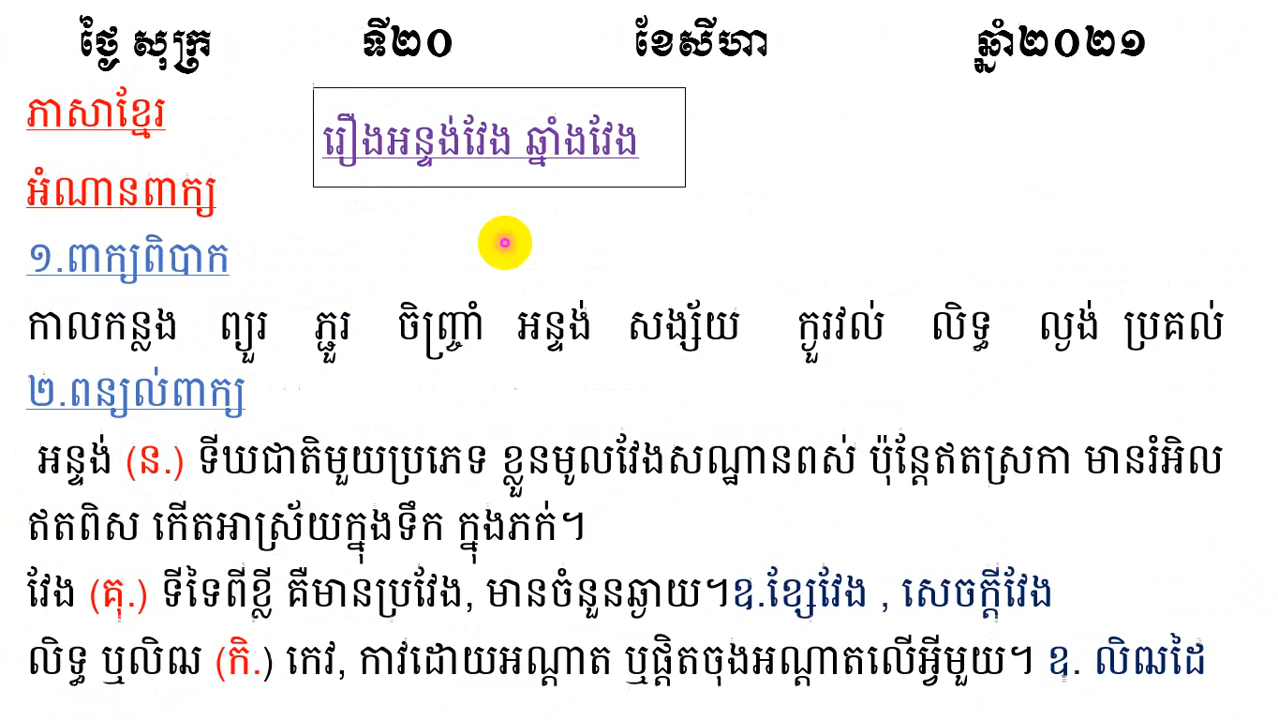 ថ្ងៃ សុក្រ ទី២០ ខែសីហា ឆ្នាំ២០២១
ភាសាខ្មែរ
រឿងអន្ទង់វែង ឆ្នាំងវែង
អំណានពាក្យ
១.ពាក្យពិបាក
កាលកន្លង ព្យួរ ភ្ជួរ ចិញ្ច្រាំ អន្ទង់ សង្ស័យ ក្ងួរវល់ លិទ្ធ ល្ងង់ ប្រគល់
២.ពន្យល់ពាក្យ
អន្ទង់ (ន.) ទីឃជាតិមួយប្រភេទ ខ្លួនមូលវែងសណ្ឋានពស់ ប៉ុន្តែឥតស្រកា មានរំអិល
ឥតពិស កើតអាស្រ័យក្នុងទឹក ក្នុងភក់។
វែង (គុ.) ទីទៃពីខ្លី គឺមានប្រវែង, មានចំនួនឆ្ងាយ។ឧ.ខ្សែវែង , សេចក្តីវែង
លិទ្ធ ឬលិឍ (កិ.) កេវ, កាវដោយអណ្តាត ឬផ្តិតចុងអណ្តាតលើអ្វីមួយ។ ឧ. លិឍដៃ